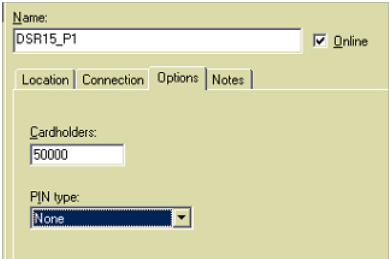 Name:
DSR15_P1
Online
Location Connection Options Notes
Cardholders:
50000
PIN type:
None